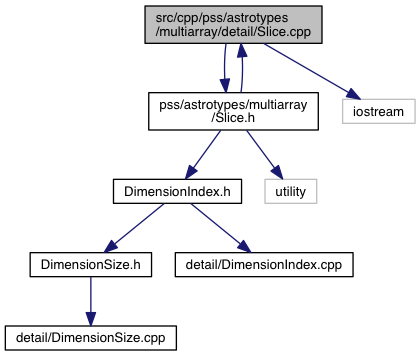 src/cpp/pss/astrotypes
/multiarray/detail/Slice.cpp
pss/astrotypes/multiarray
/Slice.h
iostream
DimensionIndex.h
utility
DimensionSize.h
detail/DimensionIndex.cpp
detail/DimensionSize.cpp